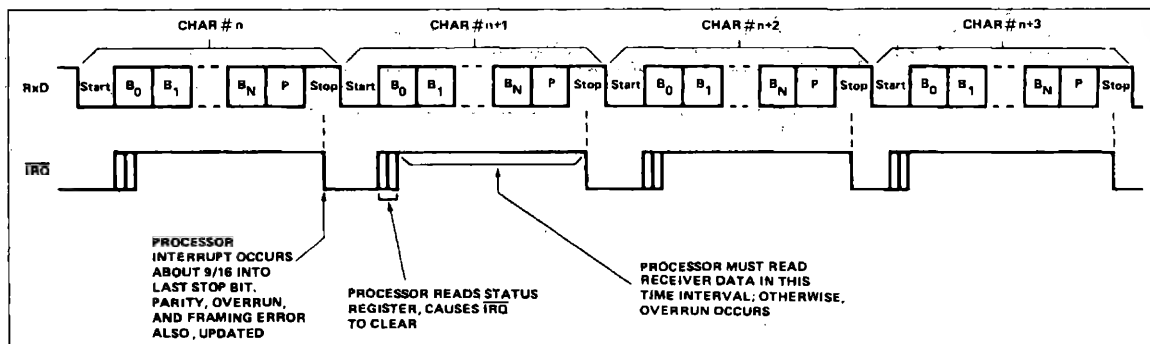 CHAR # n CHAR # n+1 CHAR # n+2 CHAR # n+3
RxD Start B0 B1 BN P Stop Start B0 B1 BN P Stop Start B0 B1 BN P Stop Start B0 B1 BN P Stop
IRQ
PROCESSOR
INTERRUPT OCCURS
ABOUT 9/16 INTO
LAST STOP BIT.
PARITY, OVERRUN,
AND FRAMING ERROR
ALSO, UPDATED
PROCESSOR READS STATUS
REGISTER, CAUSES IRQ
TO CLEAR
PROCESSOR MUST READ
RECEIVER DATA IN THIS
TIME INTERVAL; OTHERWISE,
OVERRUN OCCURS